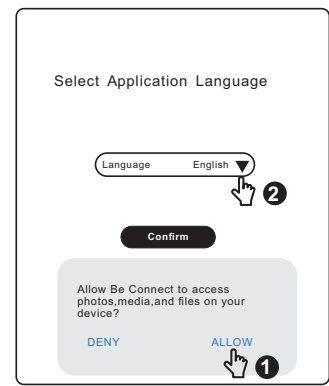 Select Application Language
Language English
2
Confirm
Allow Be Connect to access
photos,media,and files on your
device?
DENY ALLOW
1